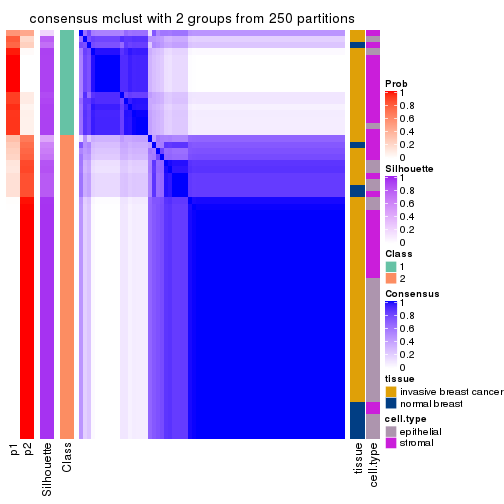 consensus mclust with 2 groups from 250 partitions
Prob
1
0.8
0.6
0.4
0.2
0
Silhouette
1
0.8
0.6
0.4
0.2
0
Class
1
2
Consensus
1
0.8
0.6
0.4
0.2
0
tissue
invasive breast cancer
normal breast
cell.type
epithelial
stromal
p1
p2
Silhouette
Class
tissue
cell.type